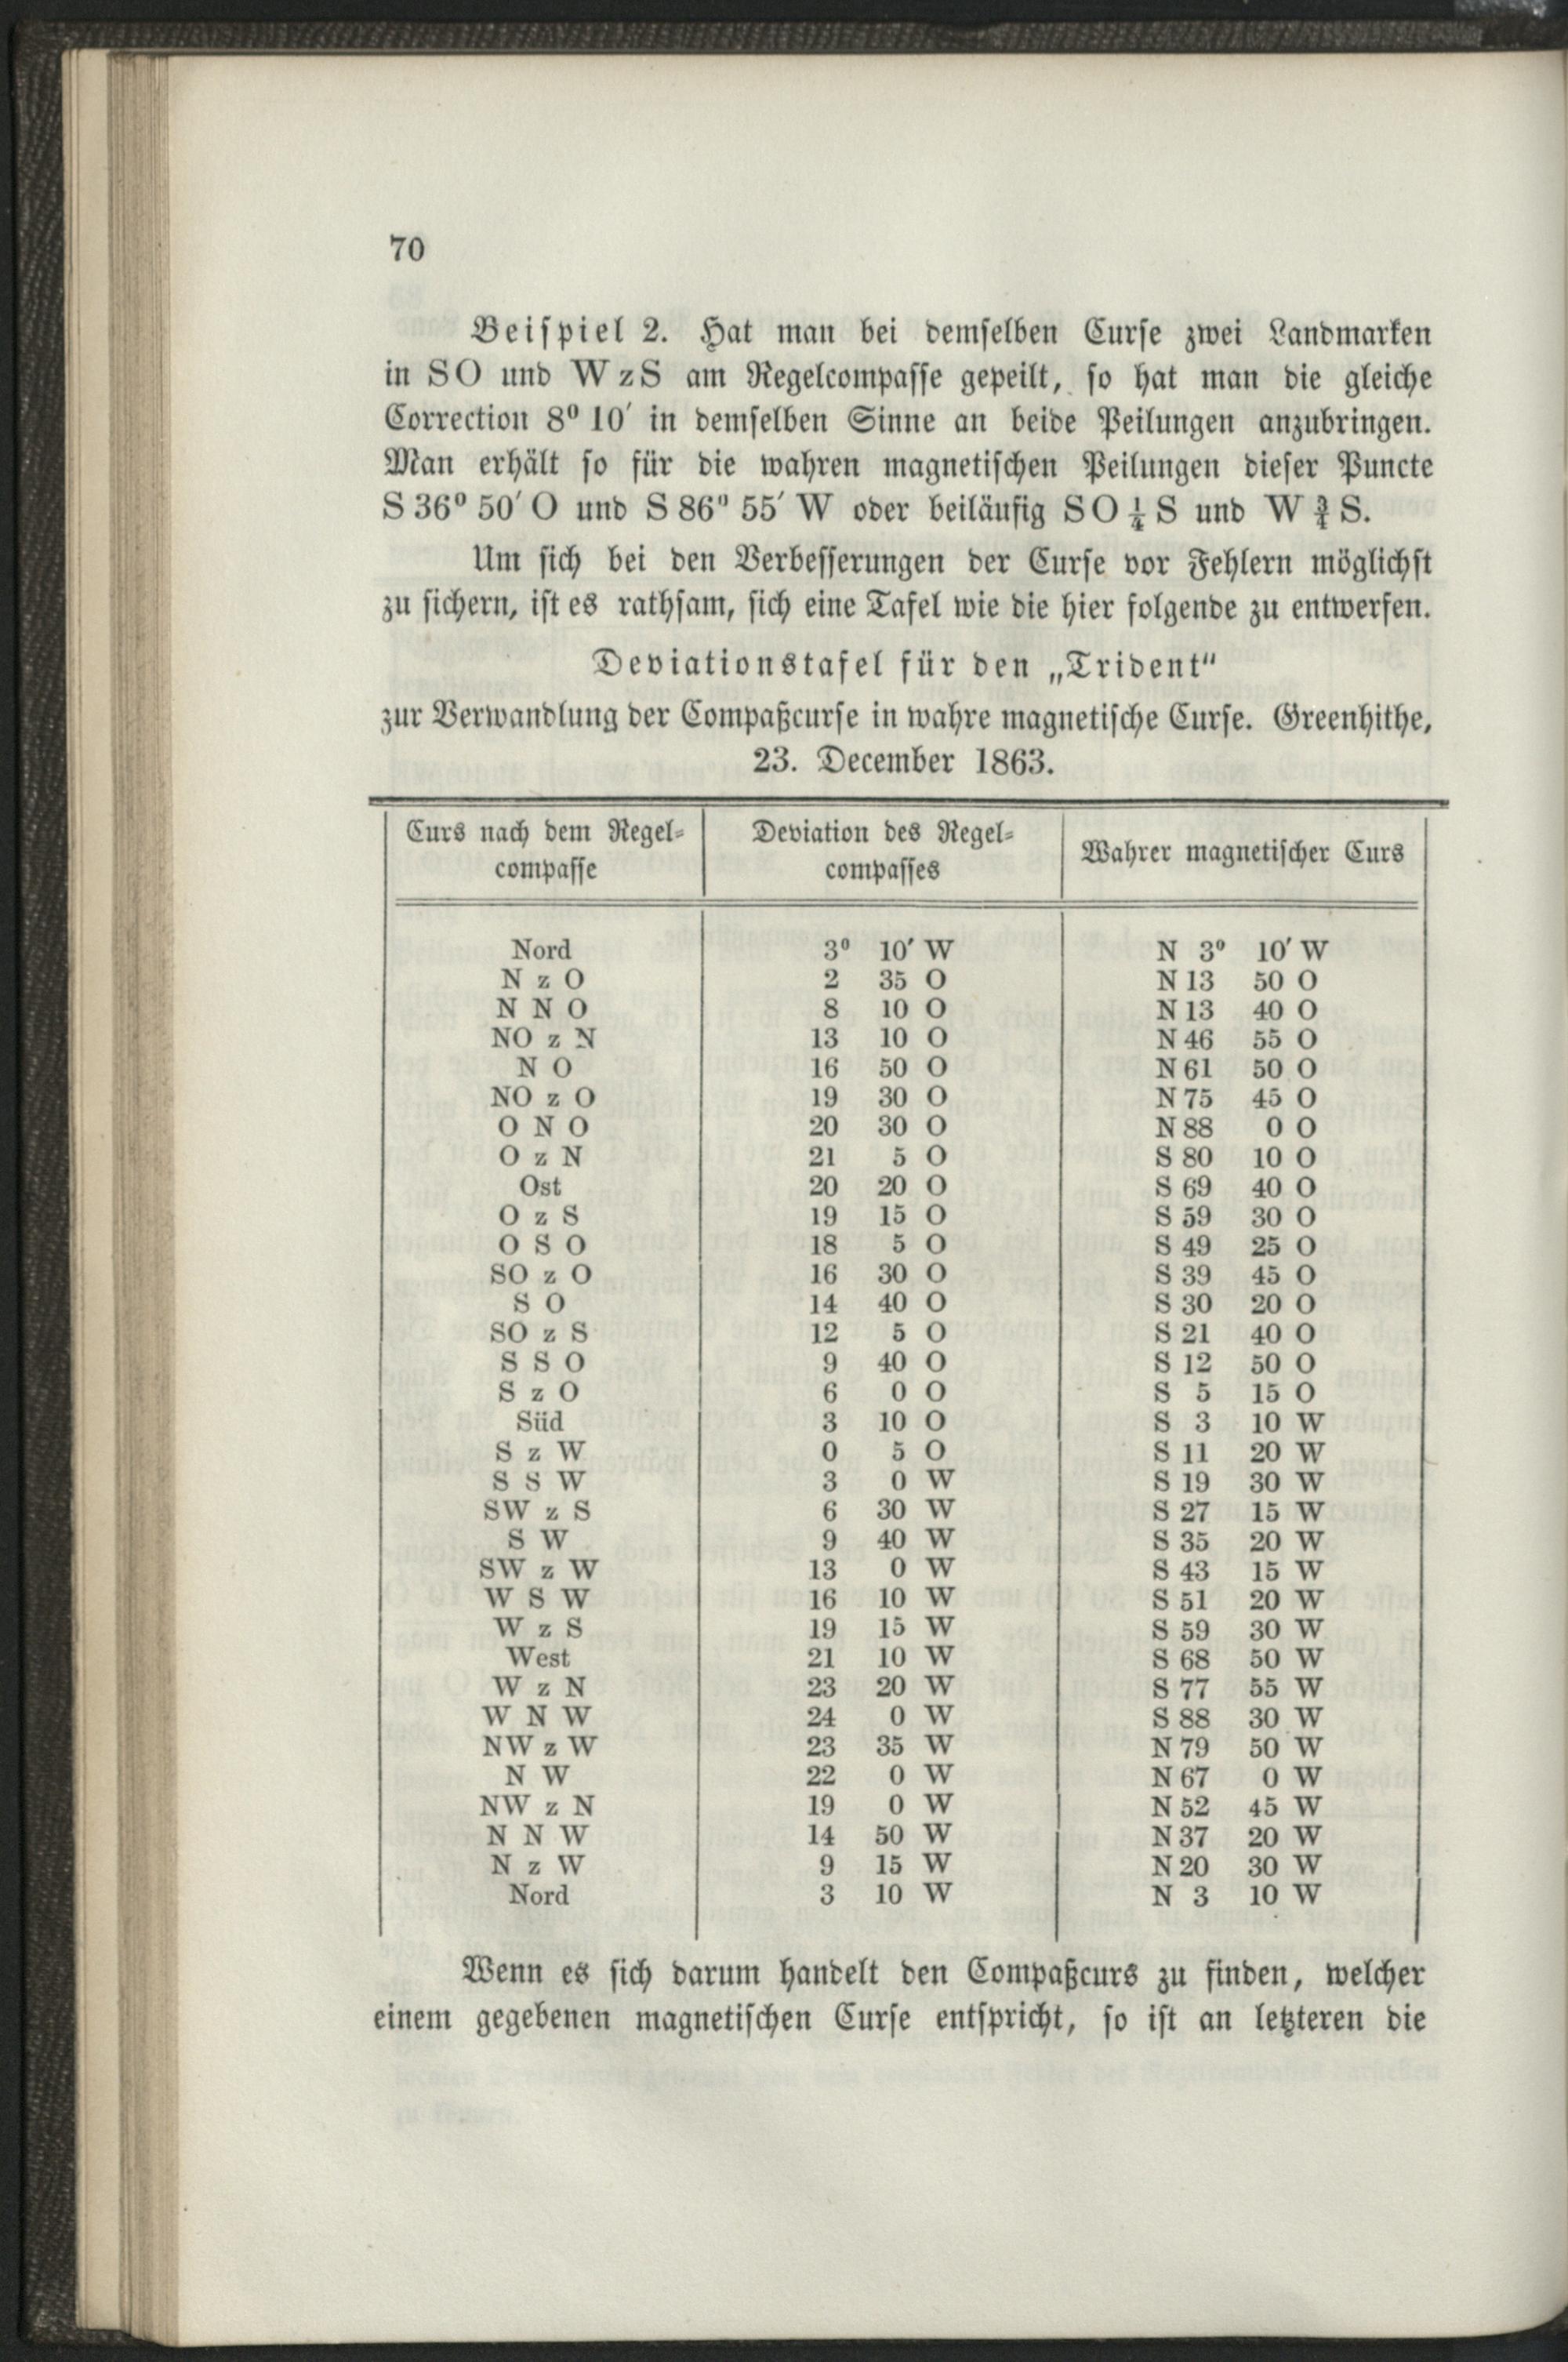 70
Beispiel 2. Hat man bei demselben Curse zwei Landmarken
in SO und W z S am Regelcompasse gepeilt, so hat man die gleiche
Correction 8° 10′ in demselben Sinne an beide Peilungen anzubringen.
Man erhält so für die wahren magnetischen Peilungen dieser Puncte
S 36° 50′ O und S 86° 55′ W oder beiläufig SO ¼ S und W ¾ S.
Um sich bei den Verbesserungen der Curse vor Fehlern möglichst
zu sichern, ist es rathsam, sich eine Tafel wie die hier folgende zu entwerfen.
Deviationstafel für den „Trident“
zur Verwandlung der Compaßcurse in wahre magnetische Curse. Greenhithe,
23. December 1863.
Curs nach dem Regel- Deviation des Regel- Wahrer magnetischer Curs
compasse compasses
Nord 3° 10′ W N 3° 10′ W
N z O 2 35 O N 13 50 O
N N O 8 10 O N 13 40 O
NO z N 13 10 O N 46 55 O
N O 16 50 O N 61 50 O
NO z O 19 30 O N 75 45 O
O N O 20 30 O N 88 0 O
O z N 21 5 O S 80 10 O
Ost 20 20 O S 69 40 O
O z S 19 15 O S 59 30 O
O S O 18 5 O S 49 25 O
SO z O 16 30 O S 39 45 O
S O 14 40 O S 30 20 O
SO z S 12 5 O S 21 40 O
S S O 9 40 O S 12 50 O
S z O 6 0 O S 5 15 O
Süd 3 10 O S 3 10 W
S z W 0 5 O S 11 20 W
S S W 3 0 W S 19 30 W
SW z S 6 30 W S 27 15 W
S W 9 40 W S 35 20 W
SW z W 13 0 W S 43 15 W
W S W 16 10 W S 51 20 W
W z S 19 15 W S 59 30 W
West 21 10 W S 68 50 W
W z N 23 20 W S 77 55 W
W N W 24 0 W S 88 30 W
NW z W 23 35 W N 79 50 W
N W 22 0 W N 67 0 W
NW z N 19 0 W N 52 45 W
N N W 14 50 W N 37 20 W
N z W 9 15 W N 20 30 W
Nord 3 10 W N 3 10 W
Wenn es sich darum handelt den Compaßcurs zu finden, welcher
einem gegebenen magnetischen Curse entspricht, so ist an letzteren die